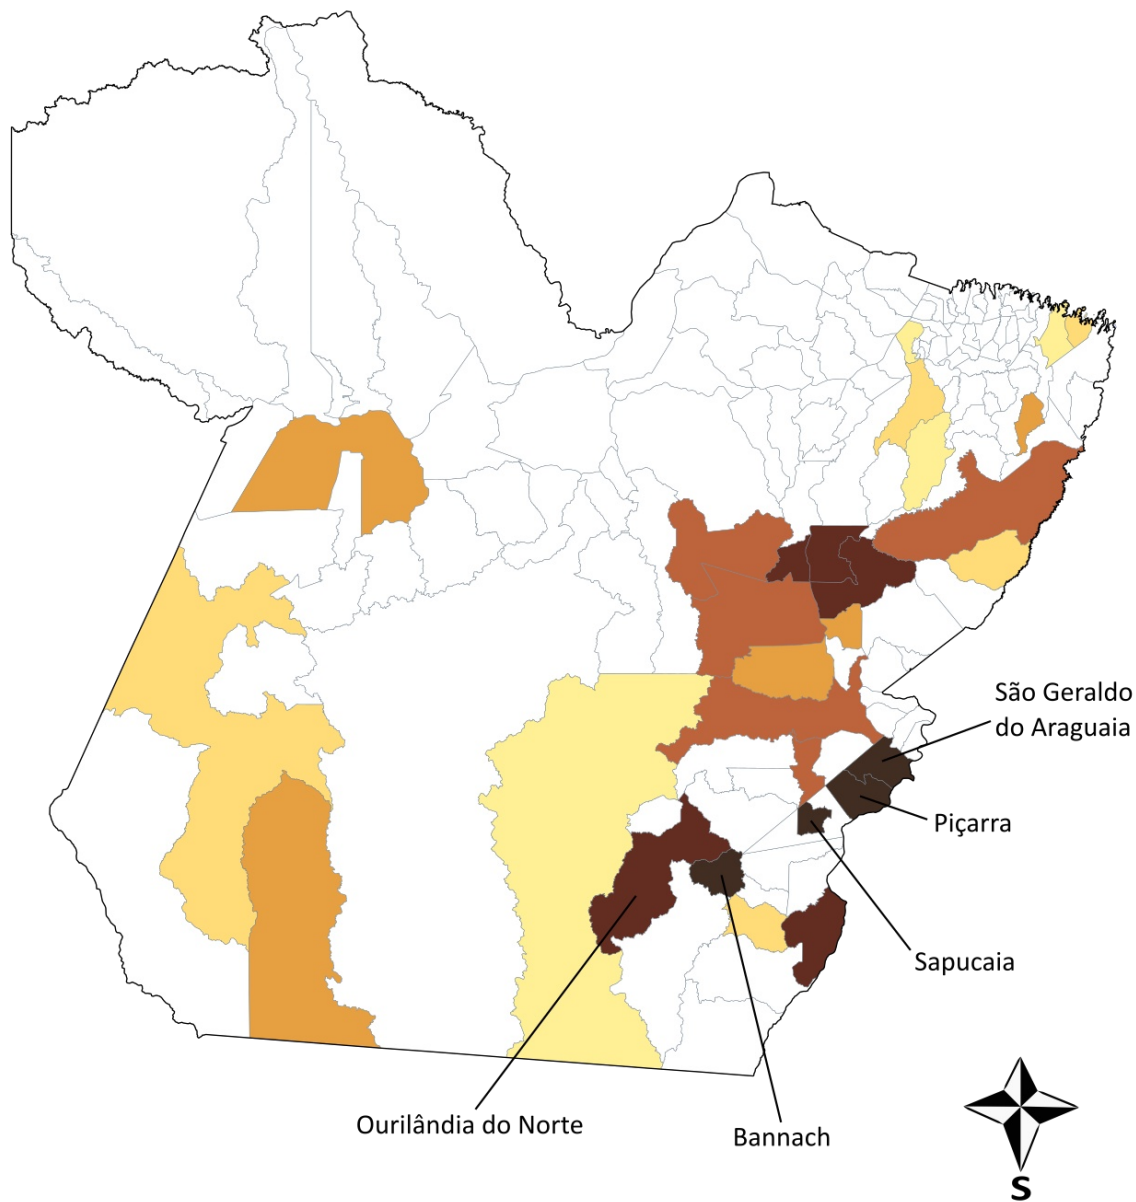 São Geraldo
do Araguaia
Piçarra
Sapucaia
Ourilândia do Norte
Bannach
S